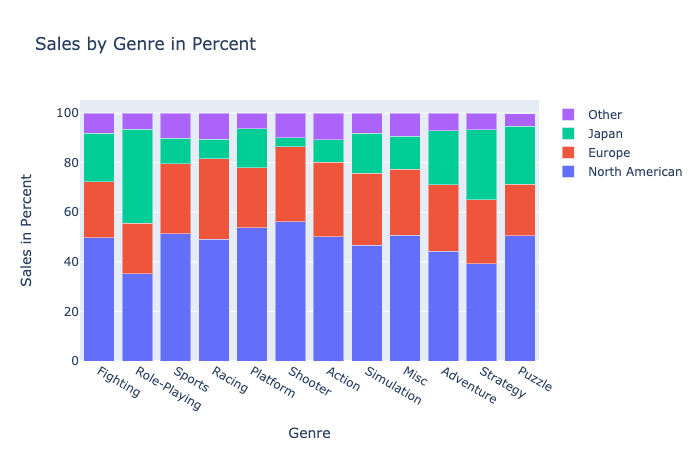 Sales by Genre in Percent
Other
Japan
Europe
North American
Sales in Percent
100
80
60
40
20
0
Fighting
Role-Playing
Sports
Racing
Platform
Shooter
Action
Simulation
Misc
Adventure
Strategy
Puzzle
Genre